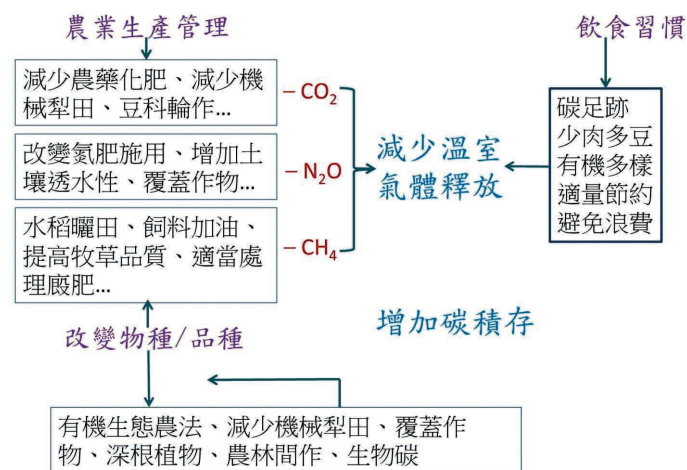 農業生產管理
飲食習慣
減少農藥化肥、減少機
械犁田、豆科輪作...
–CO₂
改變氮肥施用、增加土
壤透水性、覆蓋作物...
–N₂O
水稻曬田、飼料加油、
提高牧草品質、適當處
理廄肥...
–CH₄
減少溫室
氣體釋放
碳足跡
少肉多豆
有機多樣
適量節約
避免浪費
改變物種/品種
增加碳積存
有機生態農法、減少機械犁田、覆蓋作
物、深根植物、農林間作、生物碳